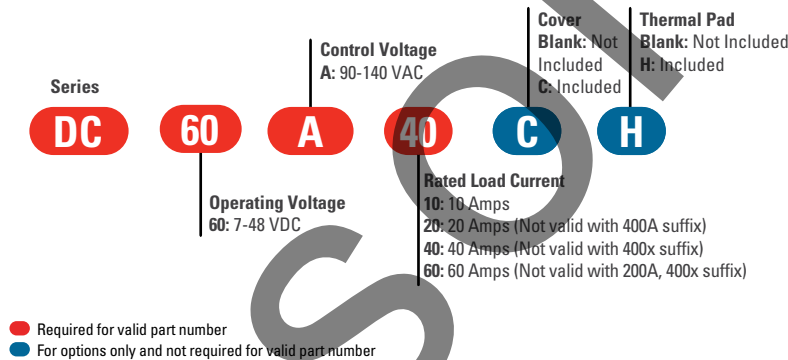 Series
DC
60
A
40
C
H
Control Voltage
A: 90-140 VAC
Cover
Blank: Not
Included
C: Included
Thermal Pad
Blank: Not Included
H: Included
Operating Voltage
60: 7-48 VDC
Rated Load Current
10: 10 Amps
20: 20 Amps (Not valid with 400A suffix)
40: 40 Amps (Not valid with 400x suffix)
60: 60 Amps (Not valid with 200A, 400x suffix)
Required for valid part number
For options only and not required for valid part number